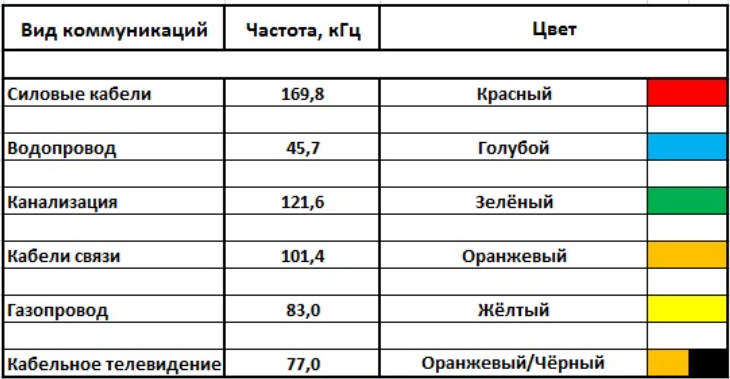 Вид коммуникаций Частота, кГц Цвет
Силовые кабели 169,8 Красный
Водопровод 45,7 Голубой
Канализация 121,6 Зелёный
Кабели связи 101,4 Оранжевый
Газопровод 83,0 Жёлтый
Кабельное телевидение 77,0 Оранжевый/Чёрный